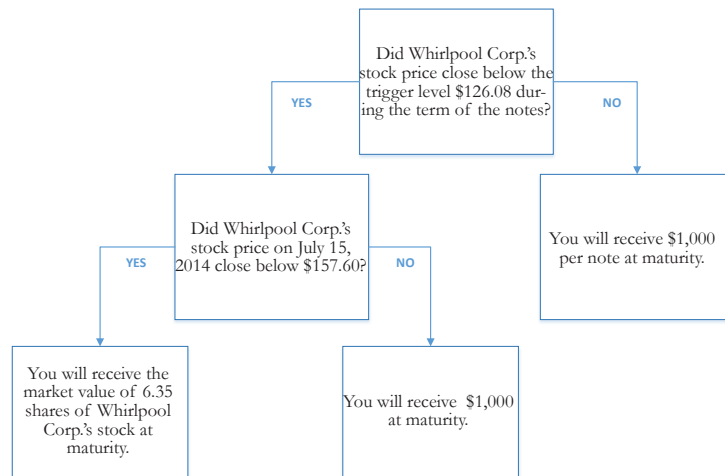 Did Whirlpool Corp.'s
stock price close below the
trigger level $126.08 dur-
ing the term of the notes?
YES
NO
Did Whirlpool Corp.'s
stock price on July 15,
2014 close below $157.60?
You will receive $1,000
per note at maturity.
YES
NO
You will receive the
market value of 6.35
shares of Whirlpool
Corp.'s stock at
maturity.
You will receive $1,000
at maturity.